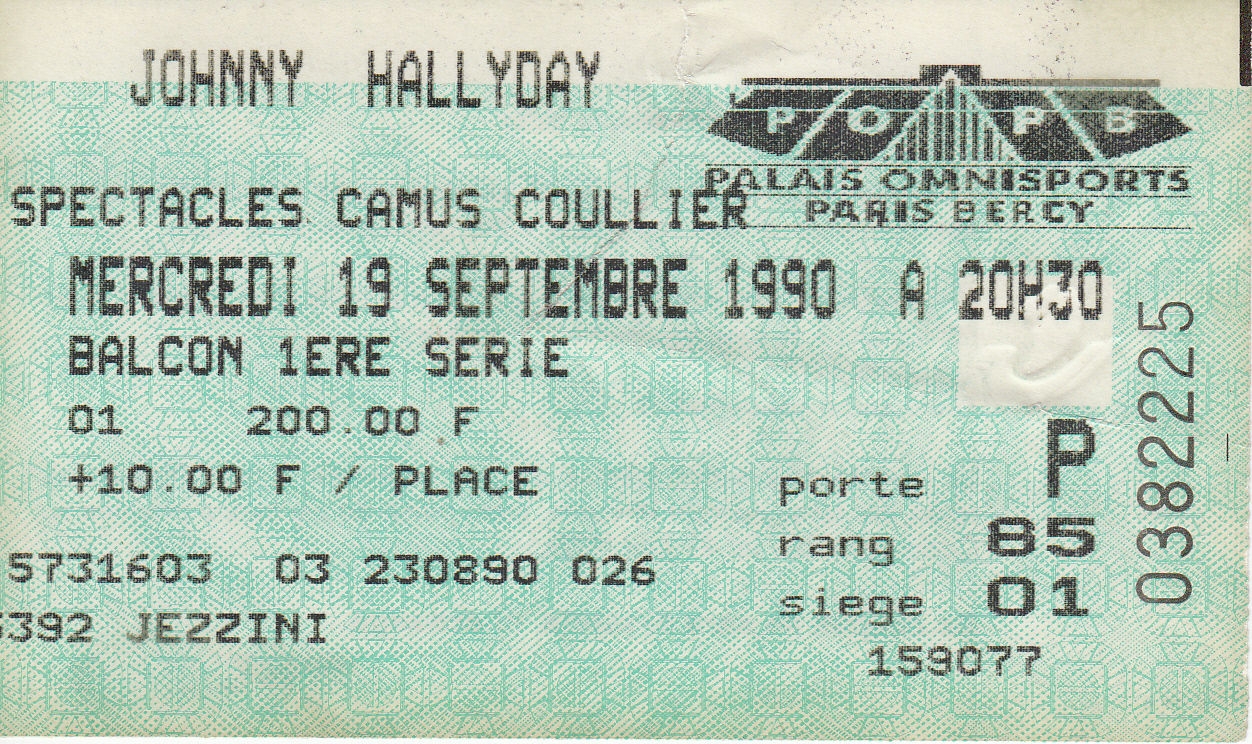 JOHNNY HALLYDAY
P O P B
PALAIS OMNISPORTS
PARIS BERCY
SPECTACLES CAMUS COULLIER
MERCREDI 19 SEPTEMBRE 1990 A 20H30
BALCON 1ERE SERIE
01 200.00 F
+10.00 F / PLACE
porte P
rang 85
siege 01
5731603 03 230890 026
392 JEZZINI
159077
0382225